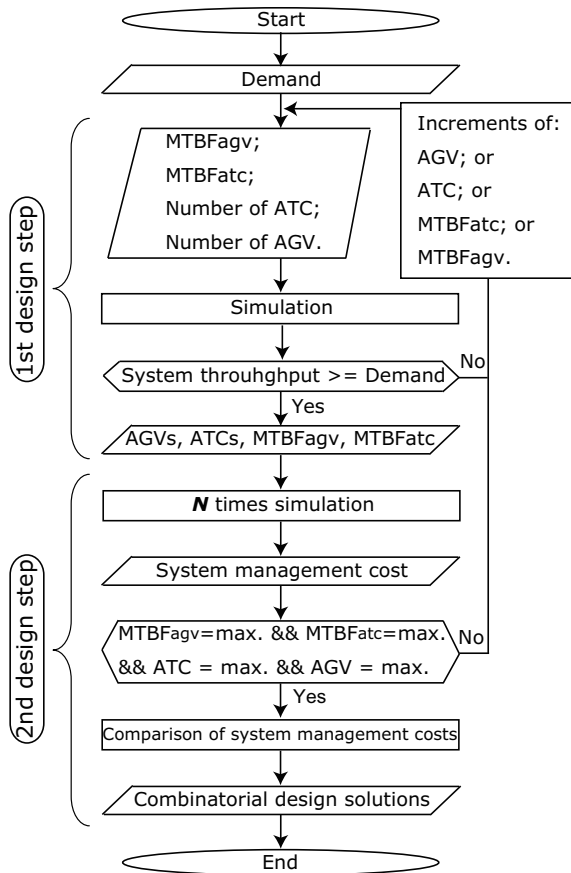 Start
Demand
Increments of:
AGV; or
ATC; or
MTBFatc; or
MTBFagv.
MTBFagv;
MTBFatc;
Number of ATC;
Number of AGV.
1st design step
Simulation
System throuhghput >= Demand
No
Yes
AGVs, ATCs, MTBFagv, MTBFatc
2nd design step
N times simulation
System management cost
MTBFagv=max. && MTBFatc=max.
&& ATC = max. && AGV = max.
No
Yes
Comparison of system management costs
Combinatorial design solutions
End